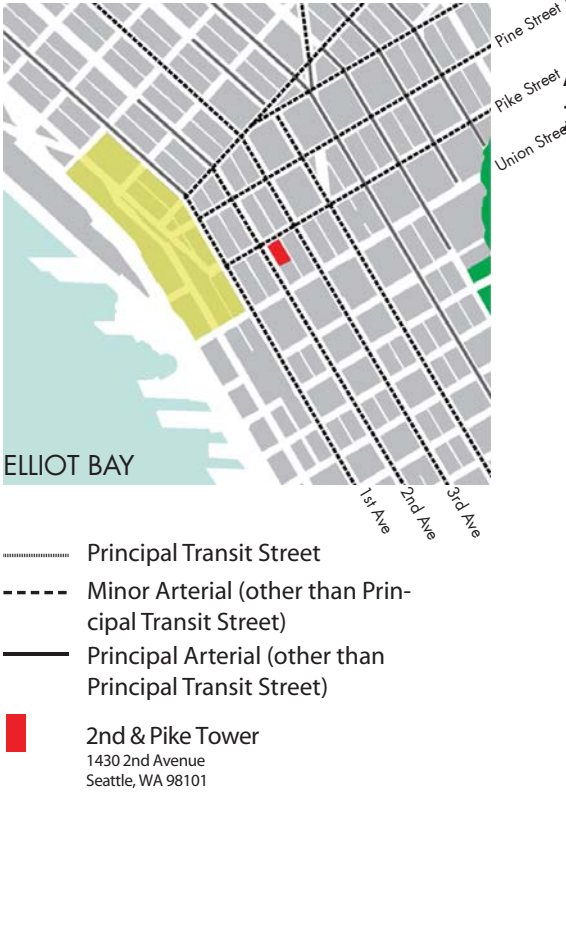 Pine Street
Pike Street
Union Stree
ELLIOT BAY
1st Ave
2nd Ave
3rd Ave
Principal Transit Street
Minor Arterial (other than Prin-
cipal Transit Street)
Principal Arterial (other than
Principal Transit Street)
2nd & Pike Tower
1430 2nd Avenue
Seattle, WA 98101